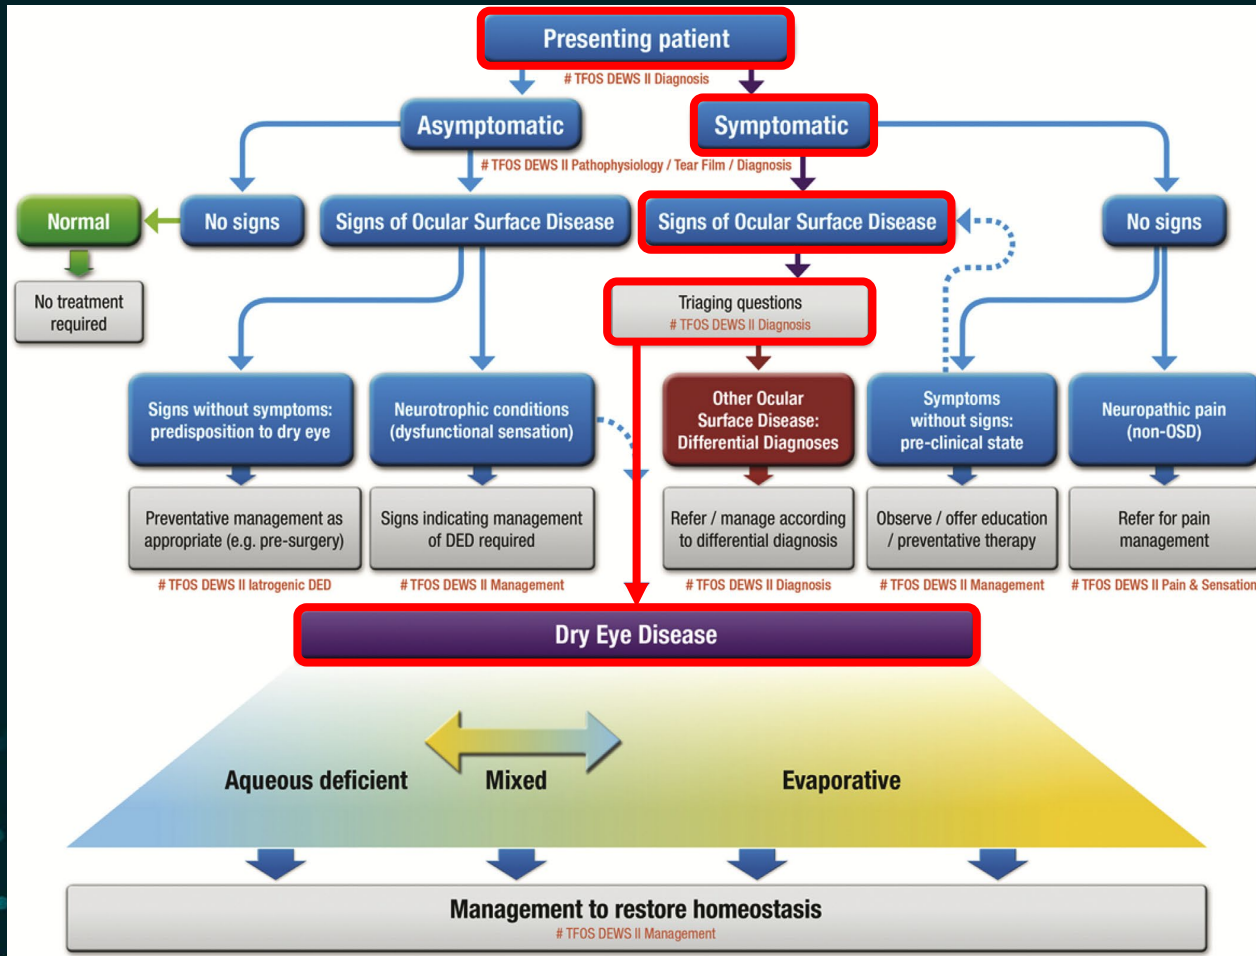 Presenting patient
# TFOS DEWS II Diagnosis
Asymptomatic
Symptomatic
# TFOS DEWS II Pathophysiology / Tear Film / Diagnosis
Normal
No signs
Signs of Ocular Surface Disease
Signs of Ocular Surface Disease
No signs
No treatment
required
Triaging questions
# TFOS DEWS II Diagnosis
Signs without symptoms:
predisposition to dry eye
Neurotrophic conditions
(dysfunctional sensation)
Other Ocular
Surface Disease:
Differential Diagnoses
Symptoms
without signs:
pre-clinical state
Neuropathic pain
(non-OSD)
Preventative management as
appropriate (e.g. pre-surgery)
Signs indicating management
of DED required
Refer / manage according
to differential diagnosis
Observe / offer education
/ preventative therapy
Refer for pain
management
# TFOS DEWS II Iatrogenic DED
# TFOS DEWS II Management
# TFOS DEWS II Diagnosis
# TFOS DEWS II Management
# TFOS DEWS II Pain & Sensation
Dry Eye Disease
Aqueous deficient
Mixed
Evaporative
Management to restore homeostasis
# TFOS DEWS II Management